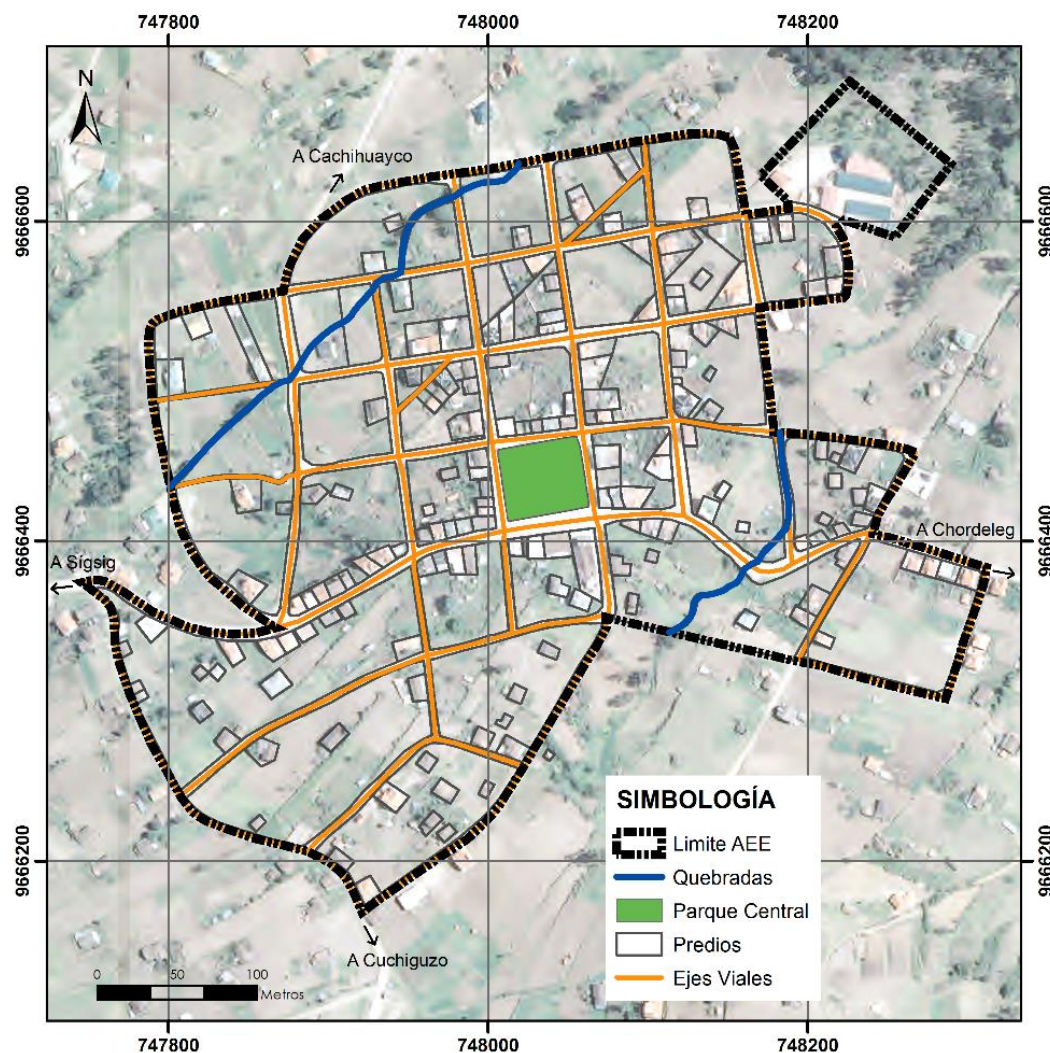 747800 748000 748200
N
A Cachihuayco
9666600 9666600
9666400 9666400
A Chordeleg
A Sígsig
SIMBOLOGÍA
Limite AEE
Quebradas
Parque Central
Predios
Ejes Viales
9666200 9666200
A Cuchiguzo
0 50 100
Metros
747800 748000 748200